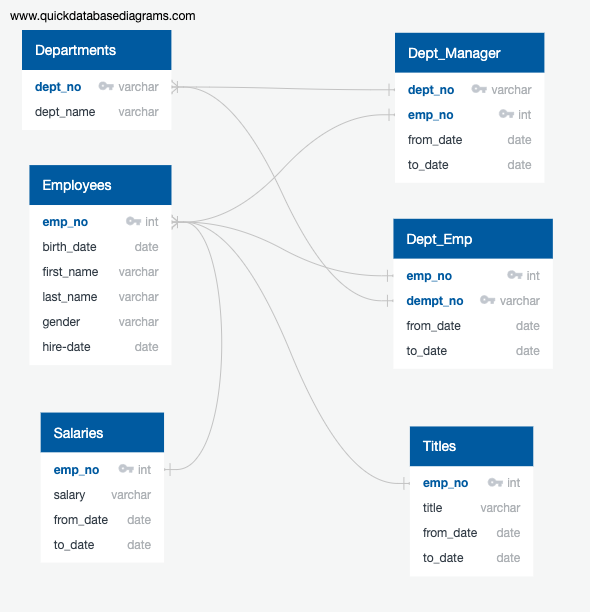 www.quickdatabasediagrams.com
Departments
dept_no varchar
dept_name varchar
Employees
emp_no int
birth_date date
first_name varchar
last_name varchar
gender varchar
hire-date date
Salaries
emp_no int
salary varchar
from_date date
to_date date
Dept_Manager
dept_no varchar
emp_no int
from_date date
to_date date
Dept_Emp
emp_no int
dempt_no varchar
from_date date
to_date date
Titles
emp_no int
title varchar
from_date date
to_date date